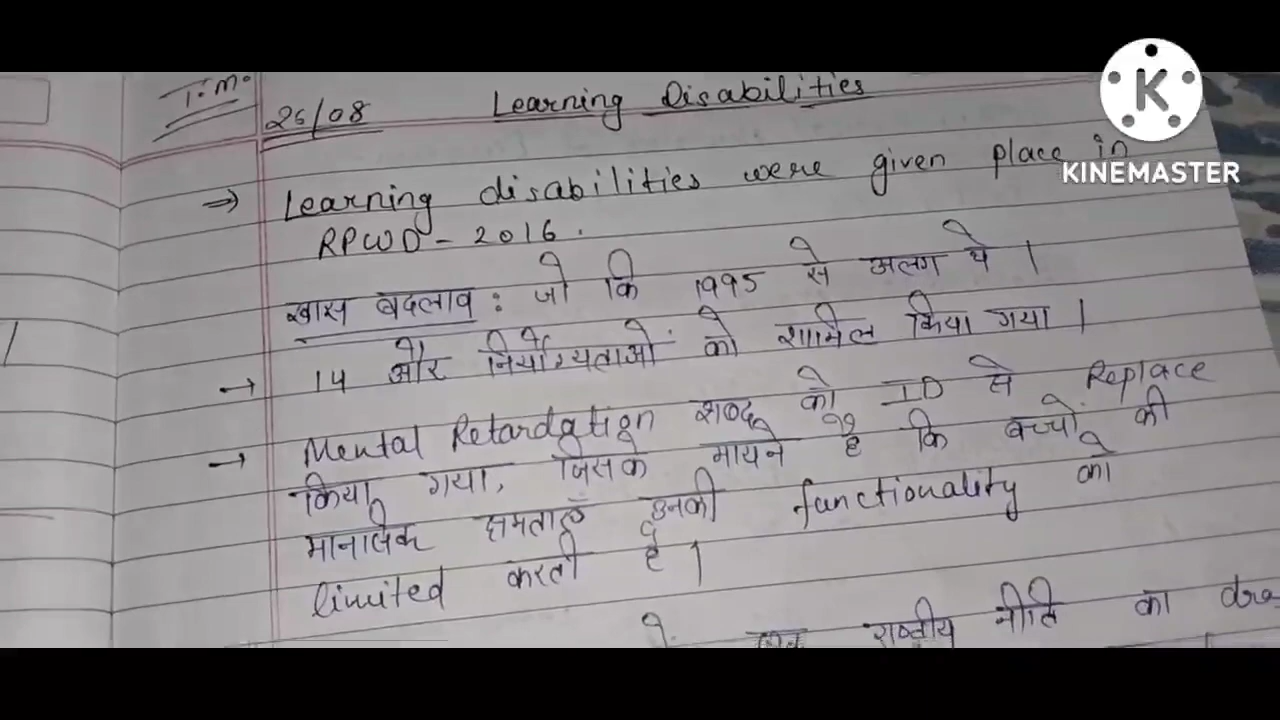 T.M.
26/08 Learning Disabilities
⇒ Learning disabilities were given place in
RPWD - 2016.
खास बदलाव : जो कि 1995 से अलग थे।
→ 14 और निर्योग्यताओं को शामिल किया गया।
→ Mental Retardation शब्द को ID से Replace
किया गया, जिसके मायने है कि बच्चों की
मानसिक क्षमताएँ उनकी functionality को
limited करती है।
राष्ट्रीय नीति का dra
K
KINEMASTER